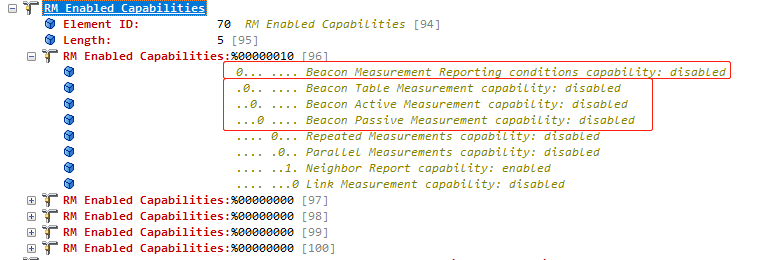 RM Enabled Capabilities
Element ID: 70 RM Enabled Capabilities [94]
Length: 5 [95]
RM Enabled Capabilities:%00000010 [96]
0... .... Beacon Measurement Reporting conditions capability: disabled
.0.. .... Beacon Table Measurement capability: disabled
..0. .... Beacon Active Measurement capability: disabled
...0 .... Beacon Passive Measurement capability: disabled
.... 0... Repeated Measurements capability: disabled
.... .0.. Parallel Measurements capability: disabled
.... ..1. Neighbor Report capability: enabled
.... ...0 Link Measurement capability: disabled
RM Enabled Capabilities:%00000000 [97]
RM Enabled Capabilities:%00000000 [98]
RM Enabled Capabilities:%00000000 [99]
RM Enabled Capabilities:%00000000 [100]